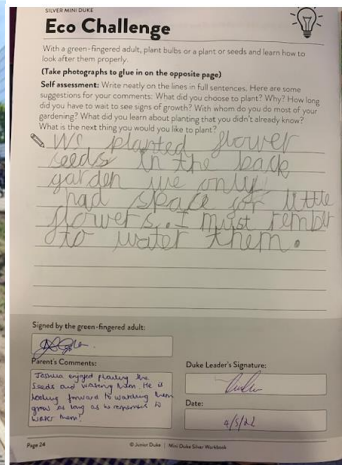 SILVER MINI DUKE
Eco Challenge
With a green-fingered adult, plant bulbs or a plant or seeds and learn how to
look after them properly.
(Take photographs to glue in on the opposite page)
Self assessment: Write neatly on the lines in full sentences. Here are some
suggestions for your comments: What did you choose to plant? Why? How long
did you have to wait to see signs of growth? With whom do you do most of your
gardening? What did you learn about planting that you didn't already know?
What is the next thing you would like to plant?
We planted flower
seeds in the back
garden we only
had space for little
flowers. I must rember
to water them.
Signed by the green-fingered adult:
Parent's Comments:
Joshua enjoyed planting the
seeds and watering them. He is
looking forward to watching them
grow as long as he remembers to
water them!
Duke Leader's Signature:
Date:
9/5/22
Page 24
© Junior Duke | Mini Duke Silver Workbook